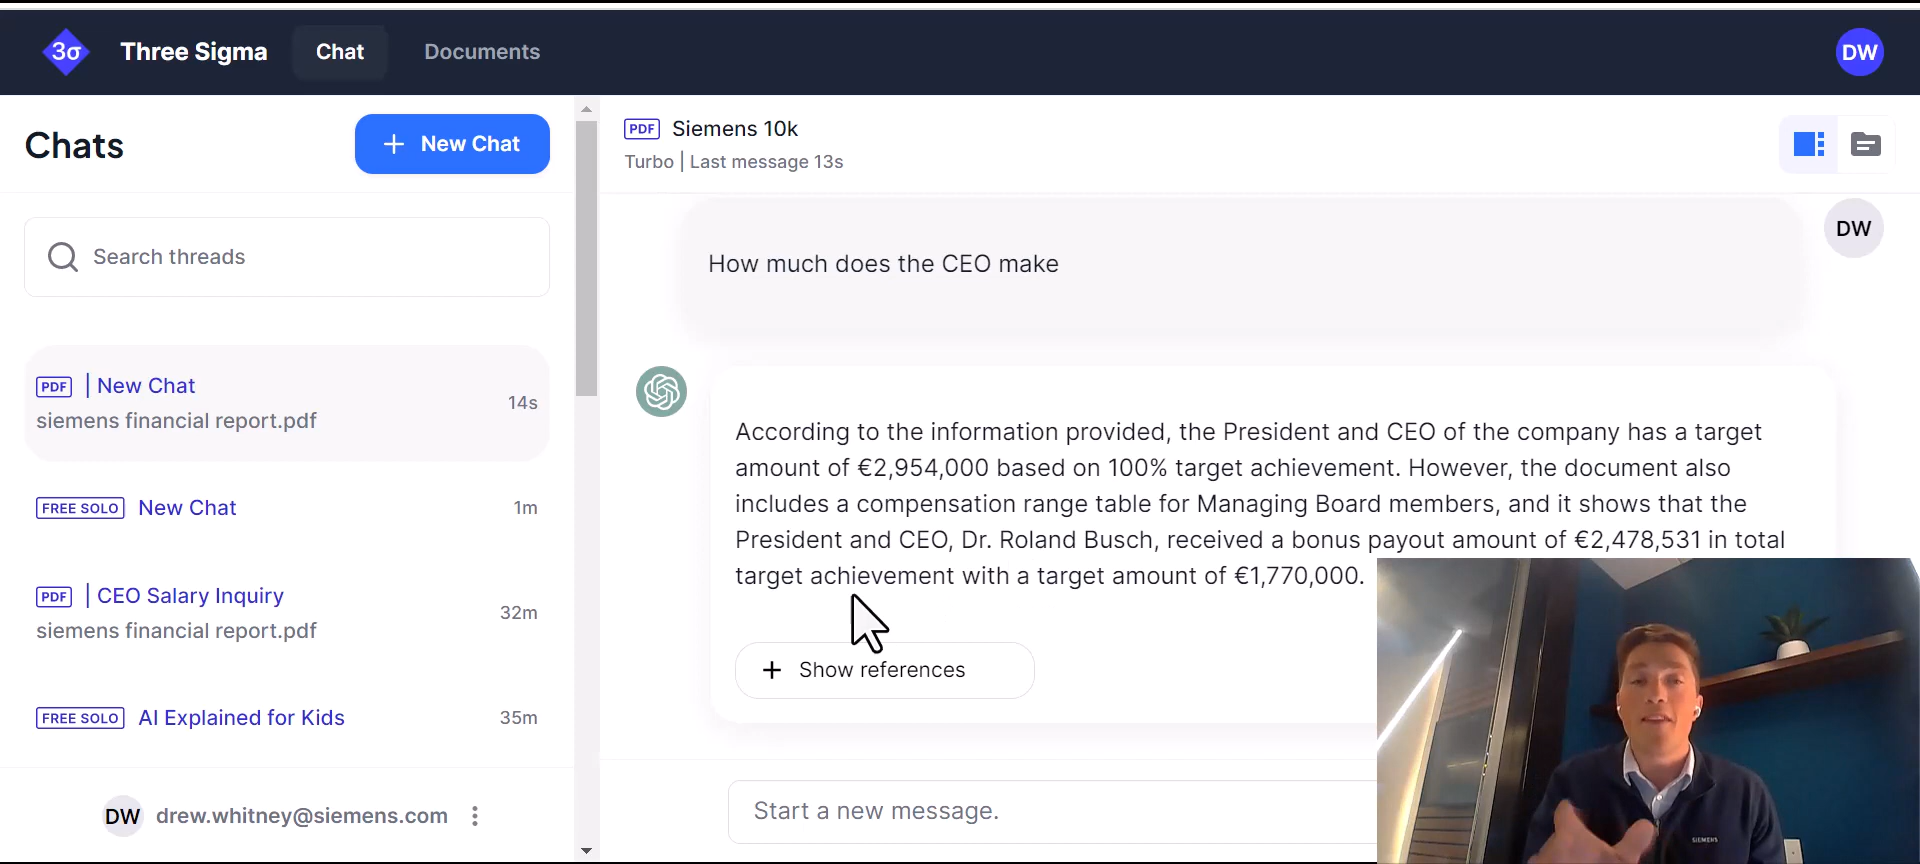 3σ Three Sigma Chat Documents DW
Chats + New Chat
Search threads
PDF | New Chat
siemens financial report.pdf
14s
FREE SOLO New Chat 1m
PDF | CEO Salary Inquiry
siemens financial report.pdf
32m
FREE SOLO AI Explained for Kids 35m
DW drew.whitney@siemens.com
PDF Siemens 10k
Turbo | Last message 13s
DW
How much does the CEO make
According to the information provided, the President and CEO of the company has a target
amount of €2,954,000 based on 100% target achievement. However, the document also
includes a compensation range table for Managing Board members, and it shows that the
President and CEO, Dr. Roland Busch, received a bonus payout amount of €2,478,531 in total
target achievement with a target amount of €1,770,000.
+ Show references
Start a new message.
SIEMENS